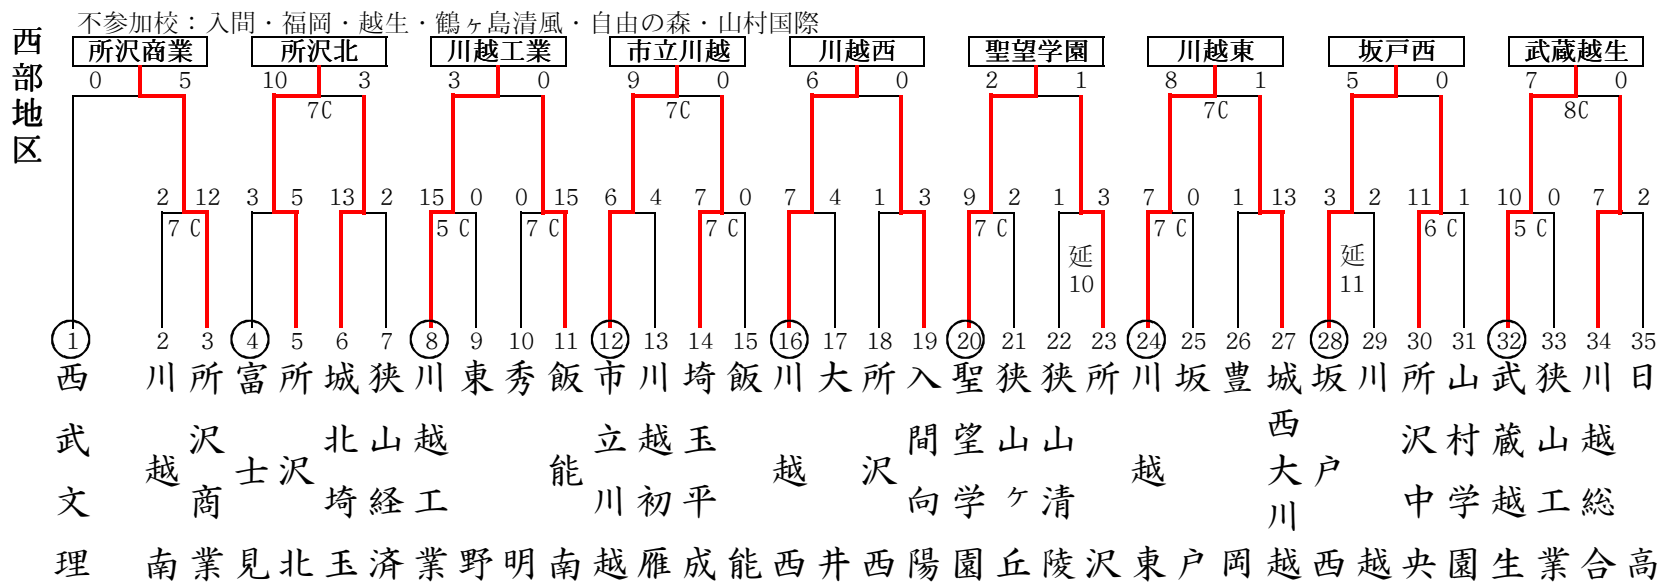 不参加校：入間・福岡・越生・鶴ヶ島清風・自由の森・山村国際
西部地区
所沢商業 所沢北 川越工業 市立川越 川越西 聖望学園 川越東 坂戸西 武蔵越生
0 5 10 3 3 0 9 0 6 0 2 1 8 1 5 0 7 0
7C 7C 7C 8C
2 12 3 5 13 2 15 0 0 15 6 4 7 0 7 4 1 3 9 2 1 3 7 0 1 13 3 2 11 1 10 0 7 2
7C 5C 7C 7C 7C 7C 6C 5C
延10 延11
1 2 3 4 5 6 7 8 9 10 11 12 13 14 15 16 17 18 19 20 21 22 23 24 25 26 27 28 29 30 31 32 33 34 35
西武文理
川越南
所沢商業
富士見
所沢北
城北埼玉
狭山経済
川越工業
東野
秀明
飯能南
市立川越
川越初雁
埼玉平成
飯能
川越西
大井
所沢西
入間向陽
聖望学園
狭山ヶ丘
狭山清陵
所沢
川越東
坂戸
豊岡
城西大川越
坂戸西
川越
所沢中央
山村学園
武蔵越生
狭山工業
川越総合
日高